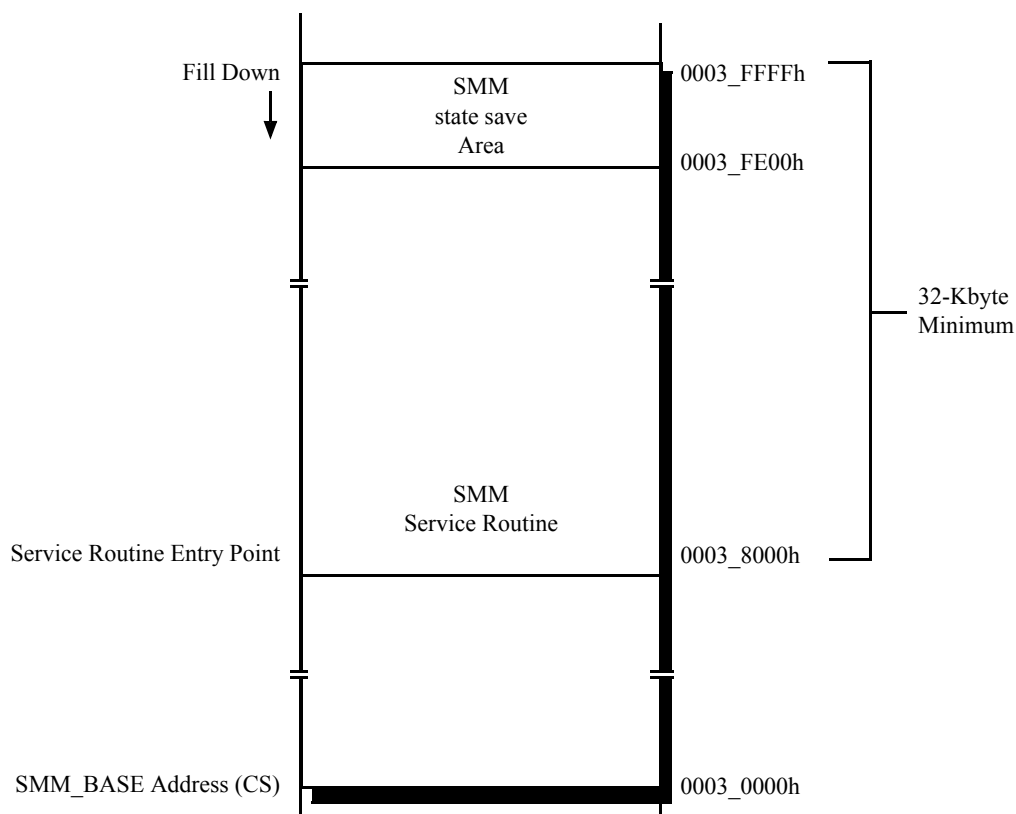 Fill Down
SMM
state save
Area
0003_FFFFh
0003_FE00h
32-Kbyte
Minimum
SMM
Service Routine
Service Routine Entry Point
0003_8000h
SMM_BASE Address (CS)
0003_0000h